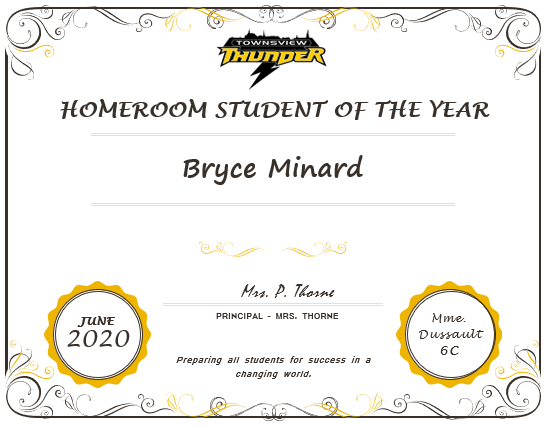 TOWNSVIEW
THUNDER
HOMEROOM STUDENT OF THE YEAR
Bryce Minard
Mrs. P. Thorne
PRINCIPAL - MRS. THORNE
JUNE
2020
Mme.
Dussault
6C
Preparing all students for success in a
changing world.